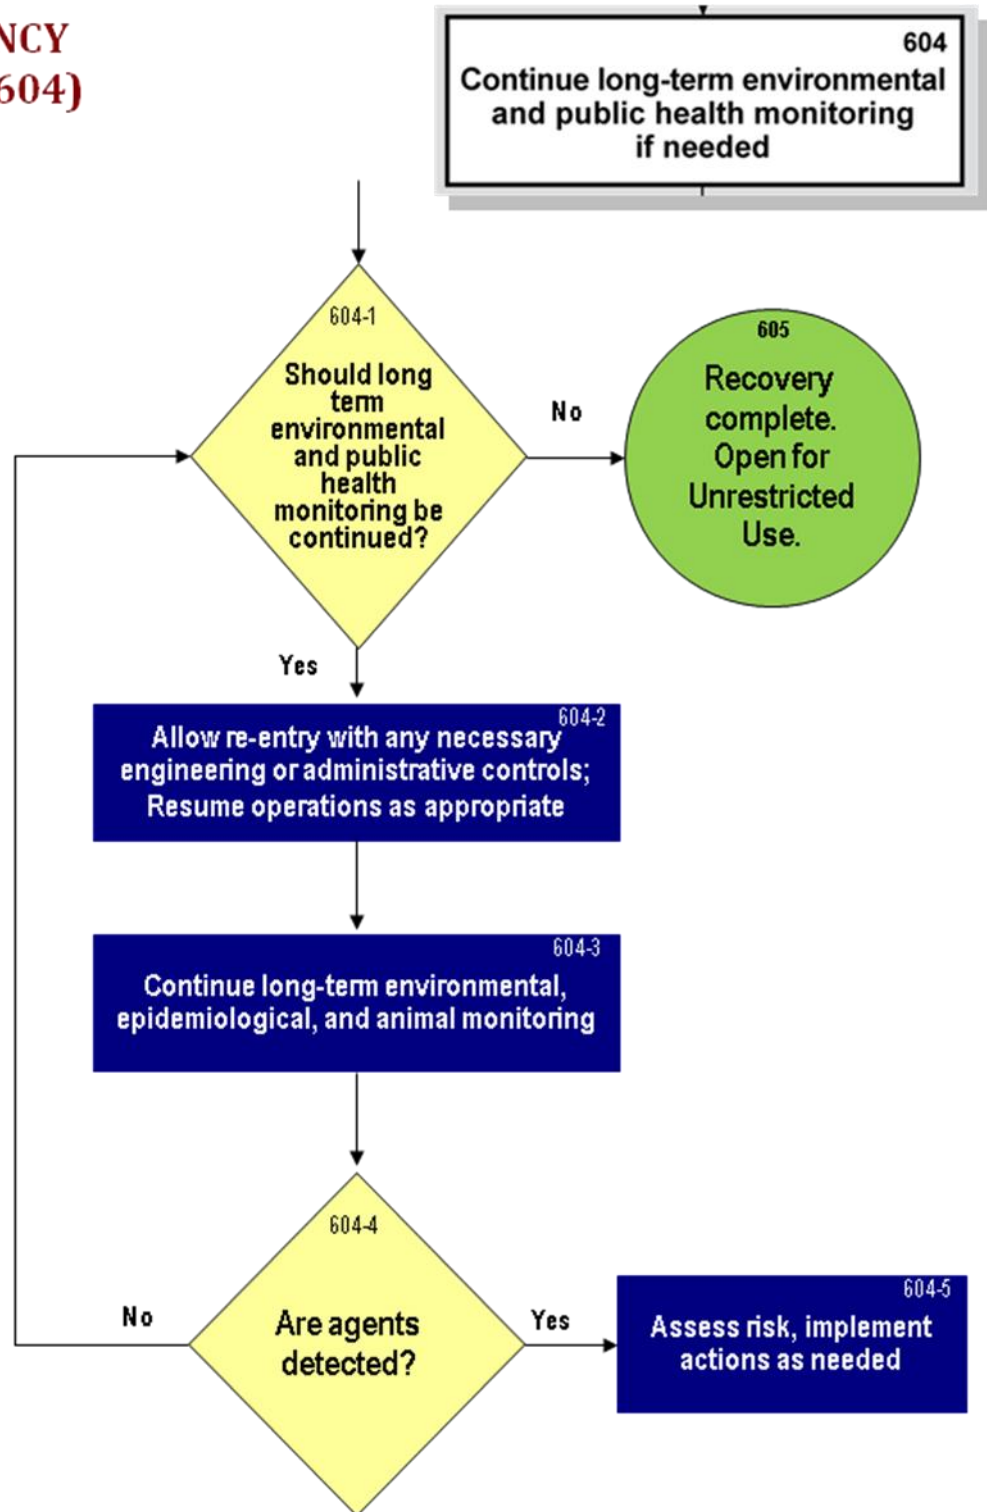 NCY
604)
604
Continue long-term environmental
and public health monitoring
if needed
604-1
Should long
term
environmental
and public
health
monitoring be
continued?
No
605
Recovery
complete.
Open for
Unrestricted
Use.
Yes
604-2
Allow re-entry with any necessary
engineering or administrative controls;
Resume operations as appropriate
604-3
Continue long-term environmental,
epidemiological, and animal monitoring
604-4
Are agents
detected?
No
Yes
604-5
Assess risk, implement
actions as needed